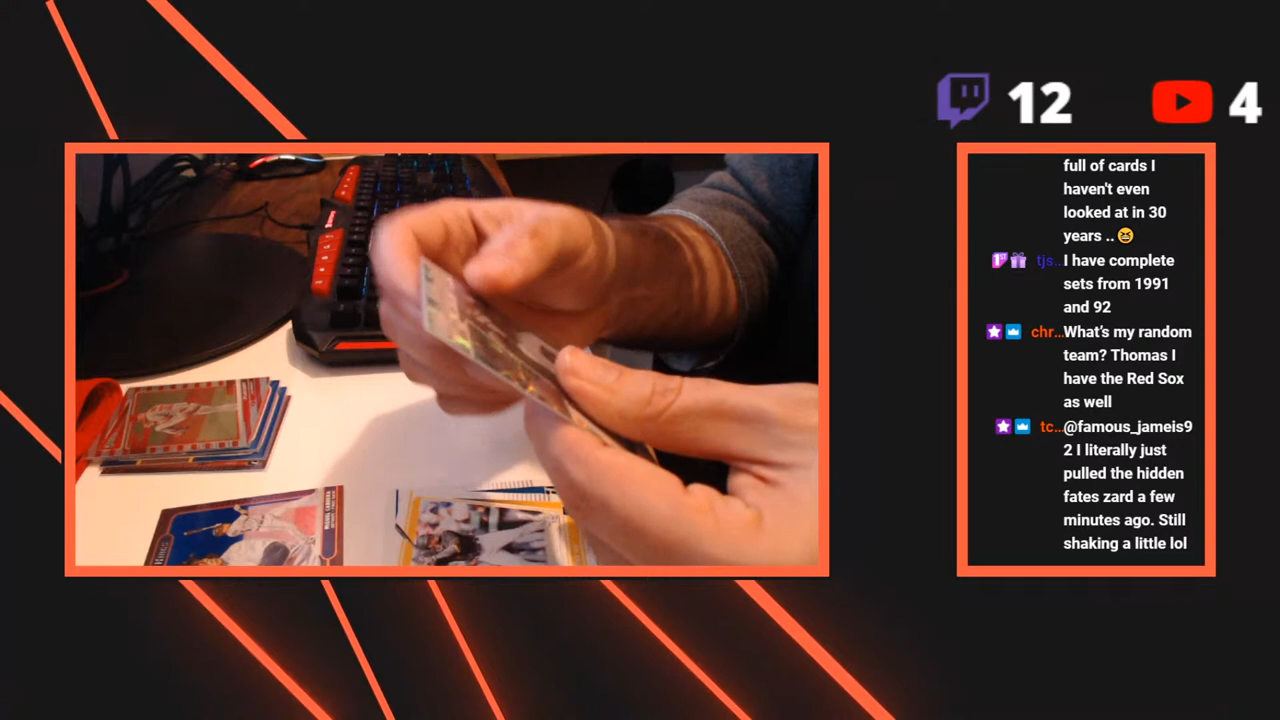 12
4
full of cards I
haven't even
looked at in 30
years ..
tjs... I have complete
sets from 1991
and 92
chr... What's my random
team? Thomas I
have the Red Sox
as well
tc... @famous_jameis9
2 I literally just
pulled the hidden
fates zard a few
minutes ago. Still
shaking a little lol